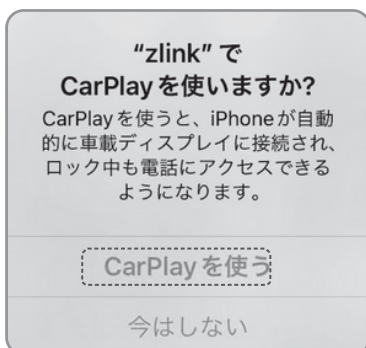 “zlink” で
CarPlayを使いますか?
CarPlayを使うと、iPhoneが自動
的に車載ディスプレイに接続され、
ロック中も電話にアクセスできる
ようになります。
CarPlayを使う
今はしない